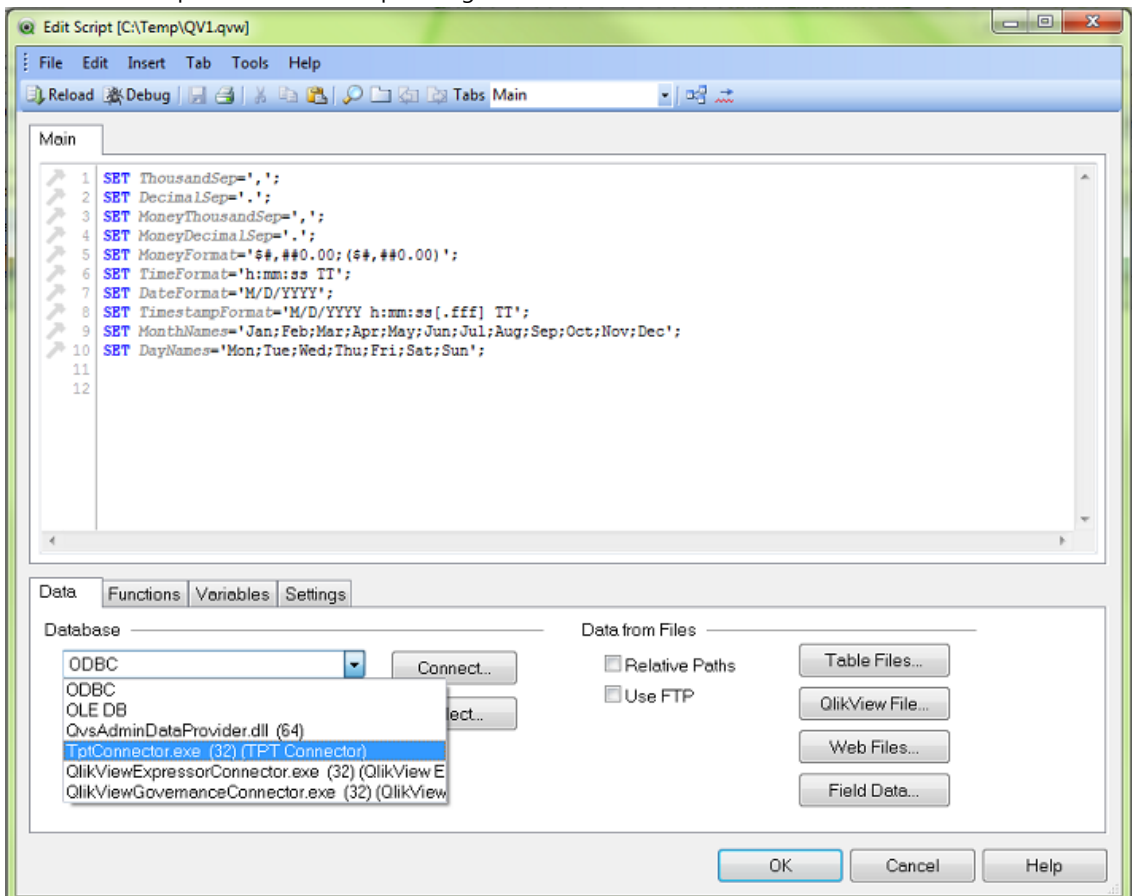 Edit Script [C:\Temp\QV1.qvw]
File Edit Insert Tab Tools Help
Reload Debug Tabs Main
Main
1 SET ThousandSep=',';
2 SET DecimalSep='.';
3 SET MoneyThousandSep=',';
4 SET MoneyDecimalSep='.';
5 SET MoneyFormat='$#,##0.00;($#,##0.00)';
6 SET TimeFormat='h:mm:ss TT';
7 SET DateFormat='M/D/YYYY';
8 SET TimestampFormat='M/D/YYYY h:mm:ss[.fff] TT';
9 SET MonthNames='Jan;Feb;Mar;Apr;May;Jun;Jul;Aug;Sep;Oct;Nov;Dec';
10 SET DayNames='Mon;Tue;Wed;Thu;Fri;Sat;Sun';
11
12
Data Functions Variables Settings
Database Data from Files
ODBC Connect... Relative Paths Table Files...
ODBC Use FTP QlikView File...
OLE DB lect...
QvsAdminDataProvider.dll (64)
TptConnector.exe (32) (TPT Connector) Web Files...
QlikViewExpressorConnector.exe (32) (QlikView E
QlikViewGovernanceConnector.exe (32) (QlikView Field Data...
OK Cancel Help